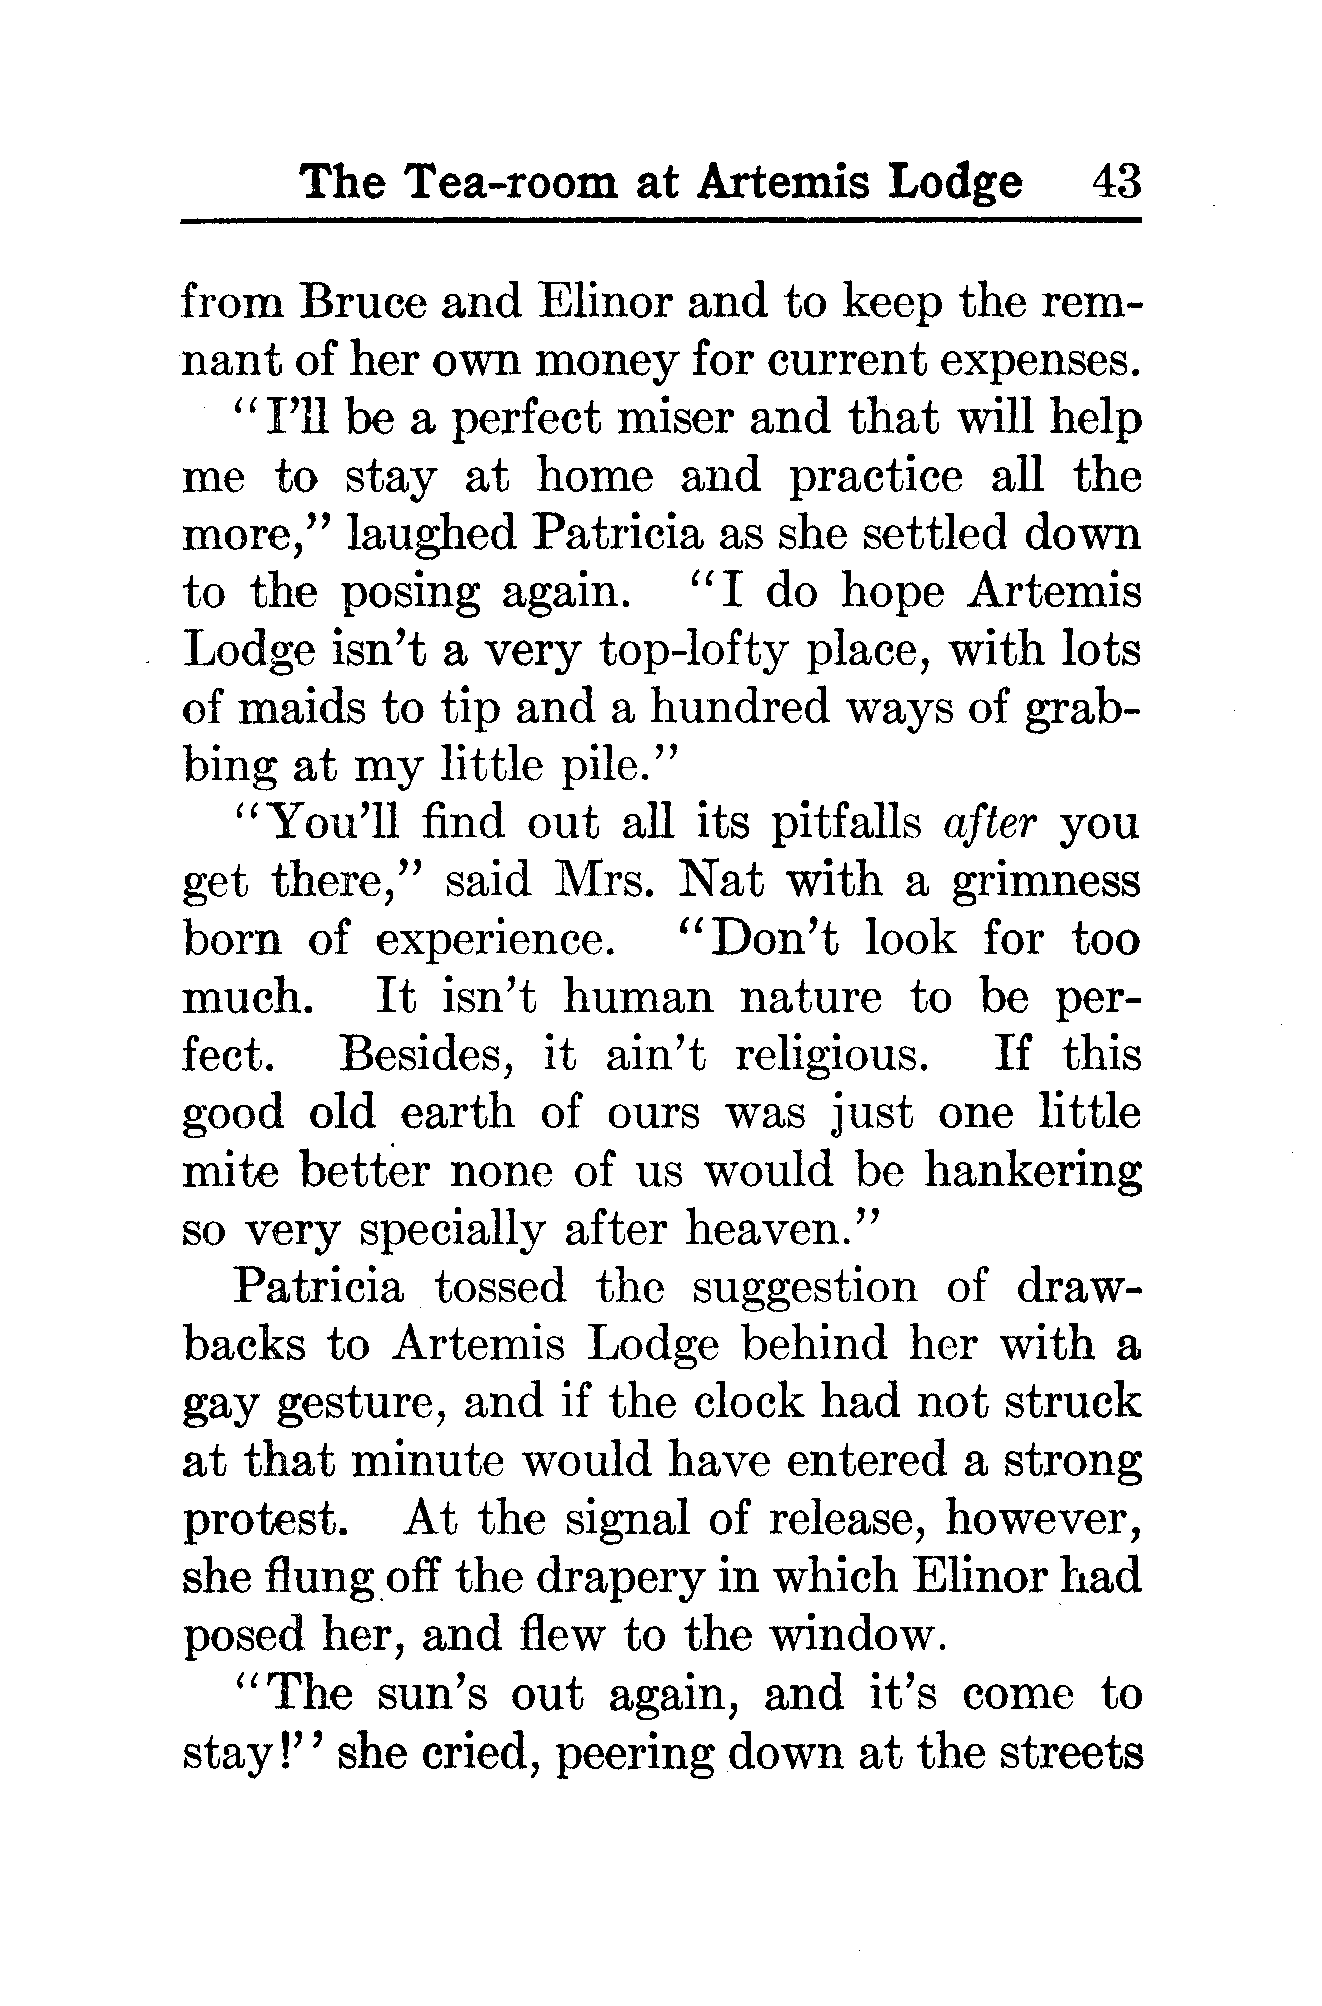 The Tea-room at Artemis Lodge 43
from Bruce and Elinor and to keep the rem-
nant of her own money for current expenses.
“I’ll be a perfect miser and that will help
me to stay at home and practice all the
more,” laughed Patricia as she settled down
to the posing again. “I do hope Artemis
Lodge isn’t a very top-lofty place, with lots
of maids to tip and a hundred ways of grab-
bing at my little pile.”
“You’ll find out all its pitfalls after you
get there,” said Mrs. Nat with a grimness
born of experience. “Don’t look for too
much. It isn’t human nature to be per-
fect. Besides, it ain’t religious. If this
good old earth of ours was just one little
mite better none of us would be hankering
so very specially after heaven.”
Patricia tossed the suggestion of draw-
backs to Artemis Lodge behind her with a
gay gesture, and if the clock had not struck
at that minute would have entered a strong
protest. At the signal of release, however,
she flung off the drapery in which Elinor had
posed her, and flew to the window.
“The sun’s out again, and it’s come to
stay!’’ she cried, peering down at the streets